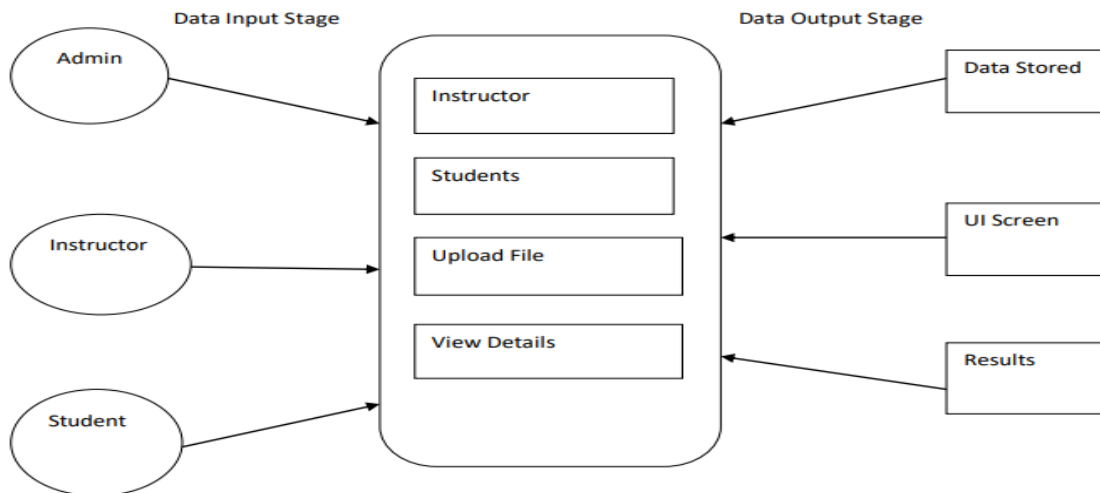 Data Input Stage
Data Output Stage
Admin
Instructor
Student
Instructor
Students
Upload File
View Details
Data Stored
UI Screen
Results